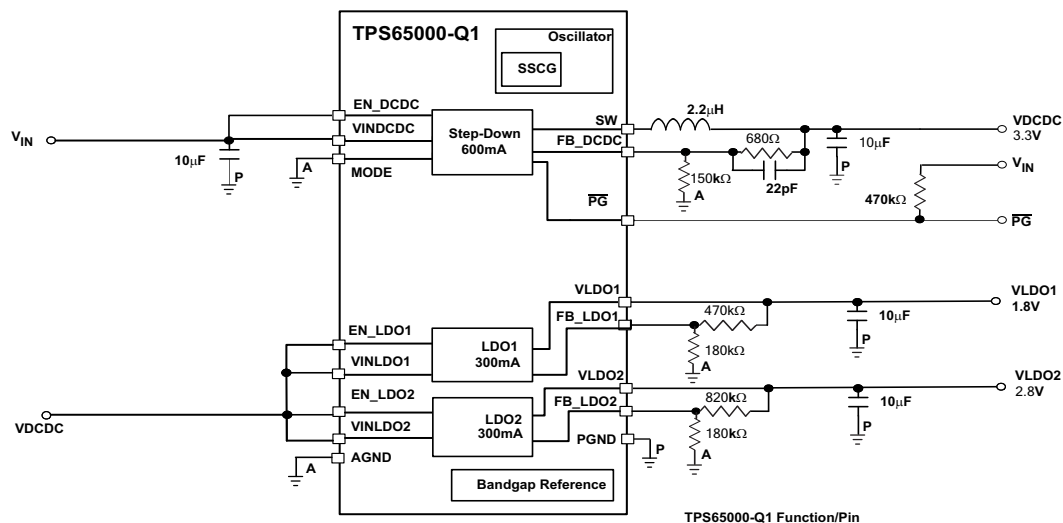 TPS65000-Q1
Oscillator
SSCG
EN_DCDC
VIN
VINDCDC
10μF
P
A
MODE
Step-Down
600mA
SW
2.2μH
VDCDC
3.3V
FB_DCDC
680Ω
10μF
P
150kΩ
A
22pF
VIN
470kΩ
PG
PG
VLDO1
VLDO1
1.8V
FB_LDO1
470kΩ
10μF
P
EN_LDO1
LDO1
300mA
180kΩ
A
VINLDO1
VLDO2
VLDO2
2.8V
EN_LDO2
FB_LDO2
820kΩ
10μF
P
LDO2
300mA
VDCDC
VINLDO2
180kΩ
A
PGND
P
A
AGND
Bandgap Reference
TPS65000-Q1 Function/Pin